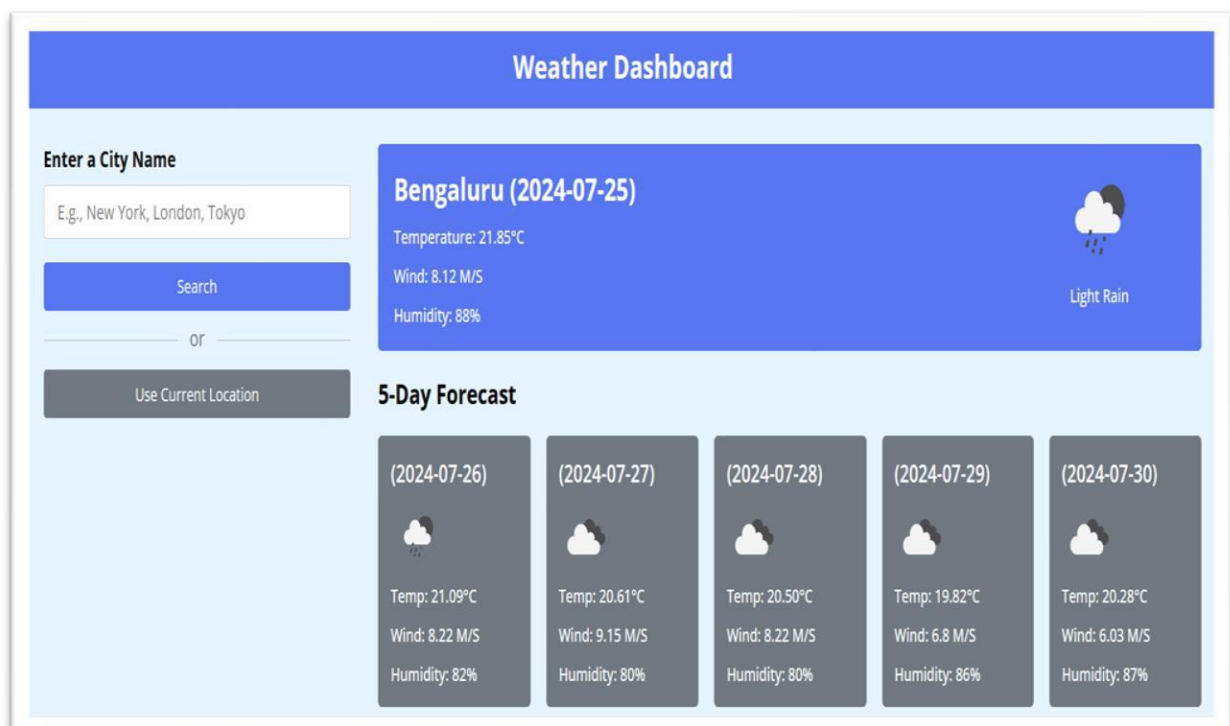 Weather Dashboard
Enter a City Name
E.g., New York, London, Tokyo
Search
or
Use Current Location
Bengaluru (2024-07-25)
Temperature: 21.85°C
Wind: 8.12 M/S
Humidity: 88%
Light Rain
5-Day Forecast
(2024-07-26)
Temp: 21.09°C
Wind: 8.22 M/S
Humidity: 82%
(2024-07-27)
Temp: 20.61°C
Wind: 9.15 M/S
Humidity: 80%
(2024-07-28)
Temp: 20.50°C
Wind: 8.22 M/S
Humidity: 80%
(2024-07-29)
Temp: 19.82°C
Wind: 6.8 M/S
Humidity: 86%
(2024-07-30)
Temp: 20.28°C
Wind: 6.03 M/S
Humidity: 87%